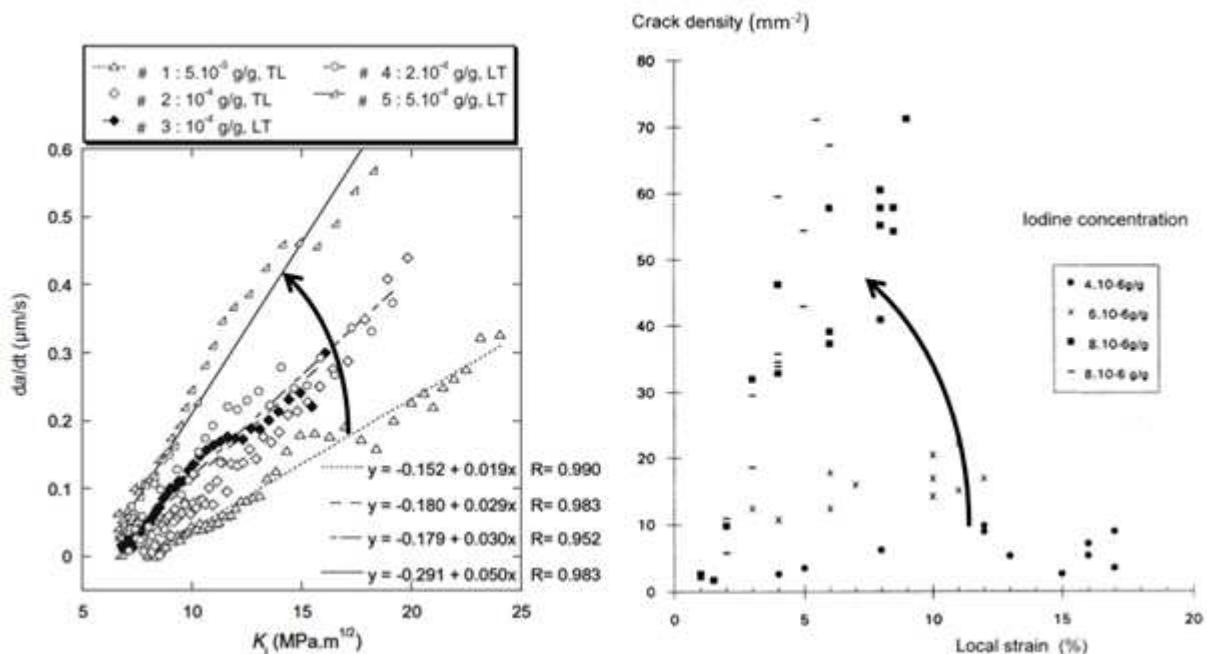 # 1 : 5.10⁻⁵ g/g, TL
# 2 : 10⁻⁴ g/g, TL
# 3 : 10⁻⁴ g/g, LT
# 4 : 2.10⁻⁴ g/g, LT
# 5 : 5.10⁻⁴ g/g, LT
da/dt (μm/s)
0.6
0.5
0.4
0.3
0.2
0.1
0
y = -0.152 + 0.019x R= 0.990
y = -0.180 + 0.029x R= 0.983
y = -0.179 + 0.030x R= 0.952
y = -0.291 + 0.050x R= 0.983
5 10 15 20 25
K (MPa.m^1/2)
Crack density (mm⁻²)
80
70
60
50
40
30
20
10
0
Iodine concentration
4.10-6g/g
6.10-6g/g
8.10-6g/g
8.10-6 g/g
0 5 10 15 20
Local strain (%)